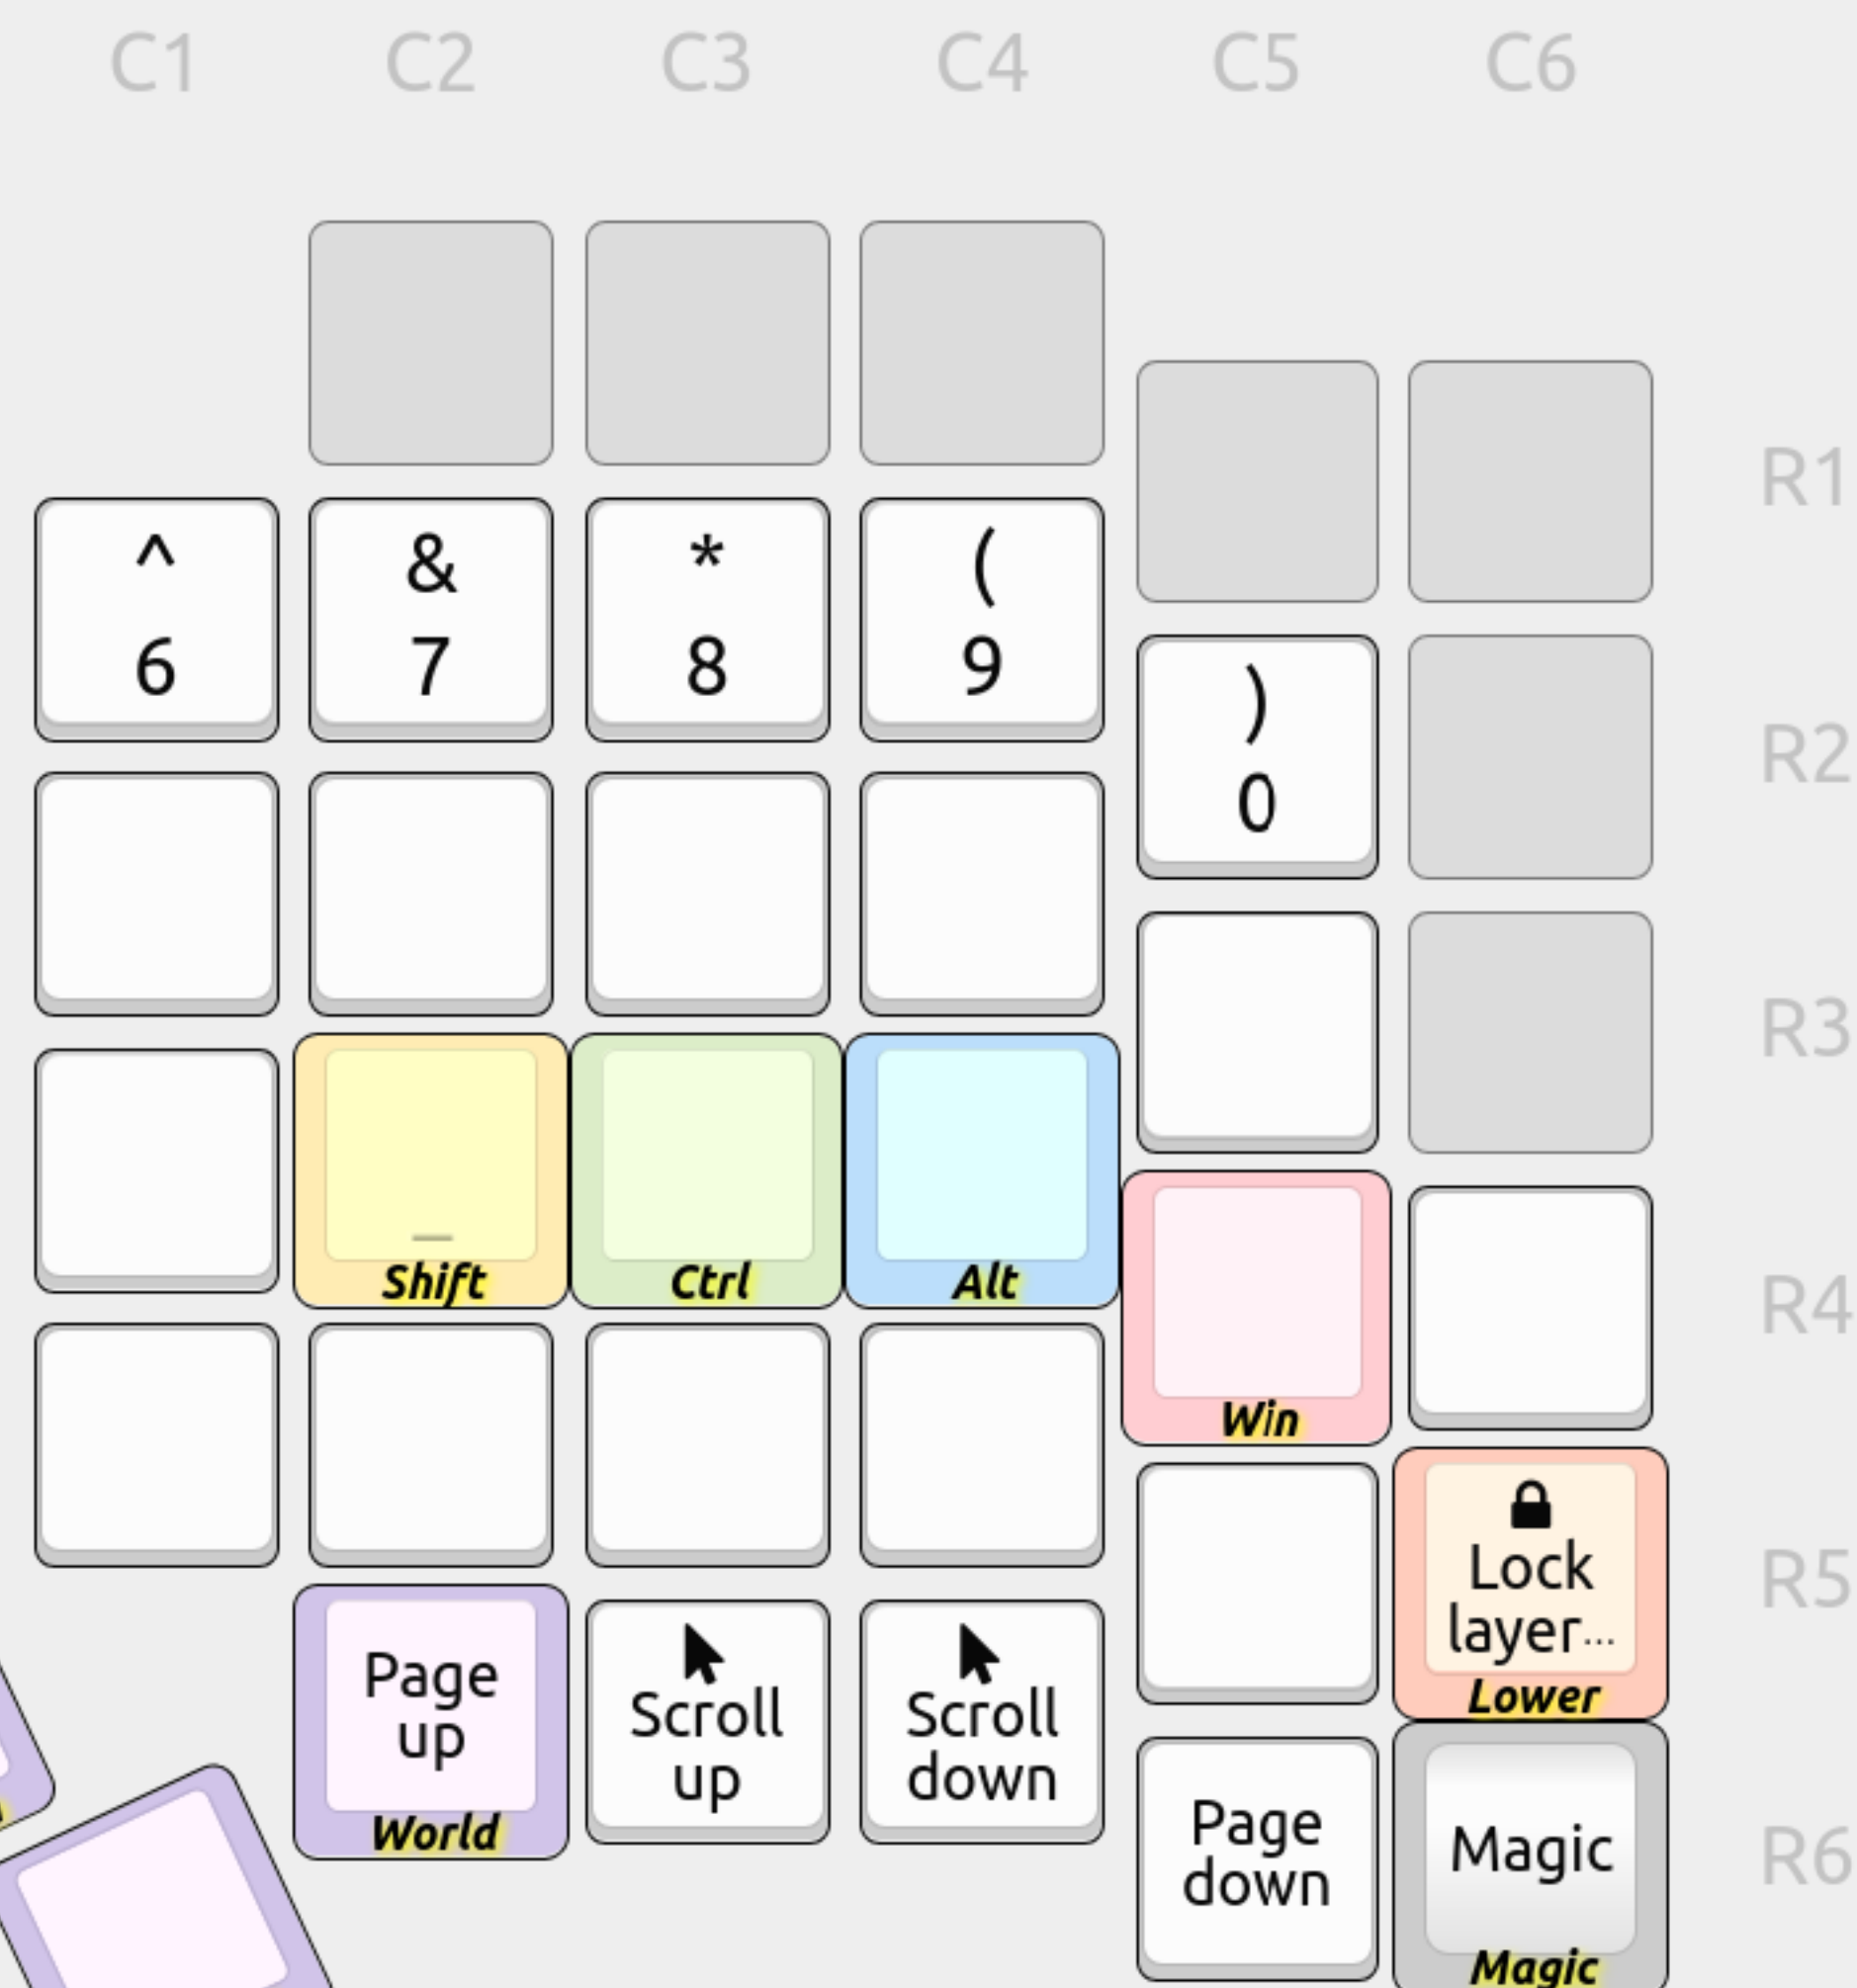 C1 C2 C3 C4 C5 C6
R1
^ & * (
6 7 8 9
)
0
R2
R3
_
Shift Ctrl Alt
R4
Win
Lock
layer...
Lower
R5
Page
up
World
Scroll
up
Scroll
down
Page
down
Magic
Magic
R6